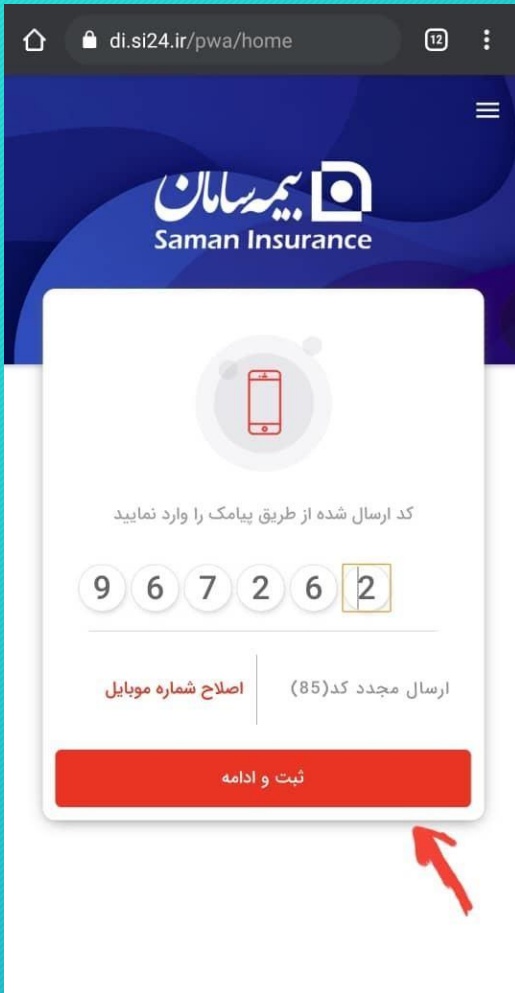 di.si24.ir/pwa/home
12
بیمه سامان
Saman Insurance
کد ارسال شده از طریق پیامک را وارد نمایید
9 6 7 2 6 2
ارسال مجدد کد(85)
اصلاح شماره موبایل
ثبت و ادامه